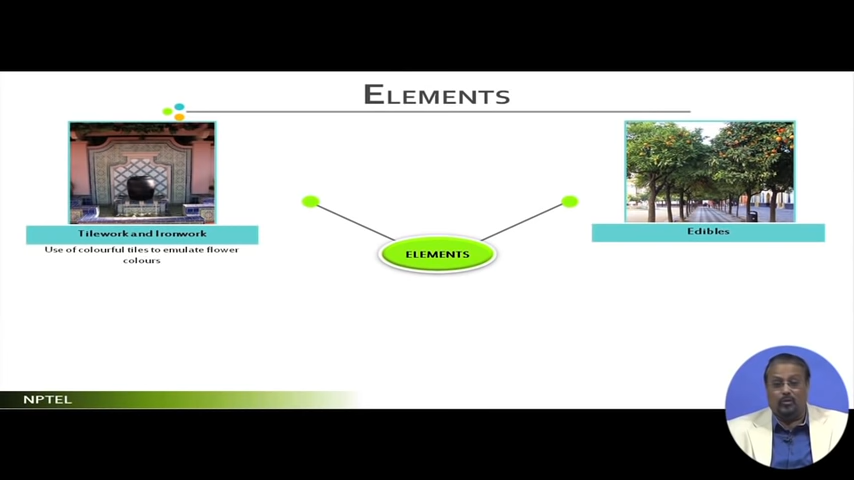 ELEMENTS
Tilework and Ironwork
Use of colourful tiles to emulate flower
colours
Edibles
ELEMENTS
NPTEL